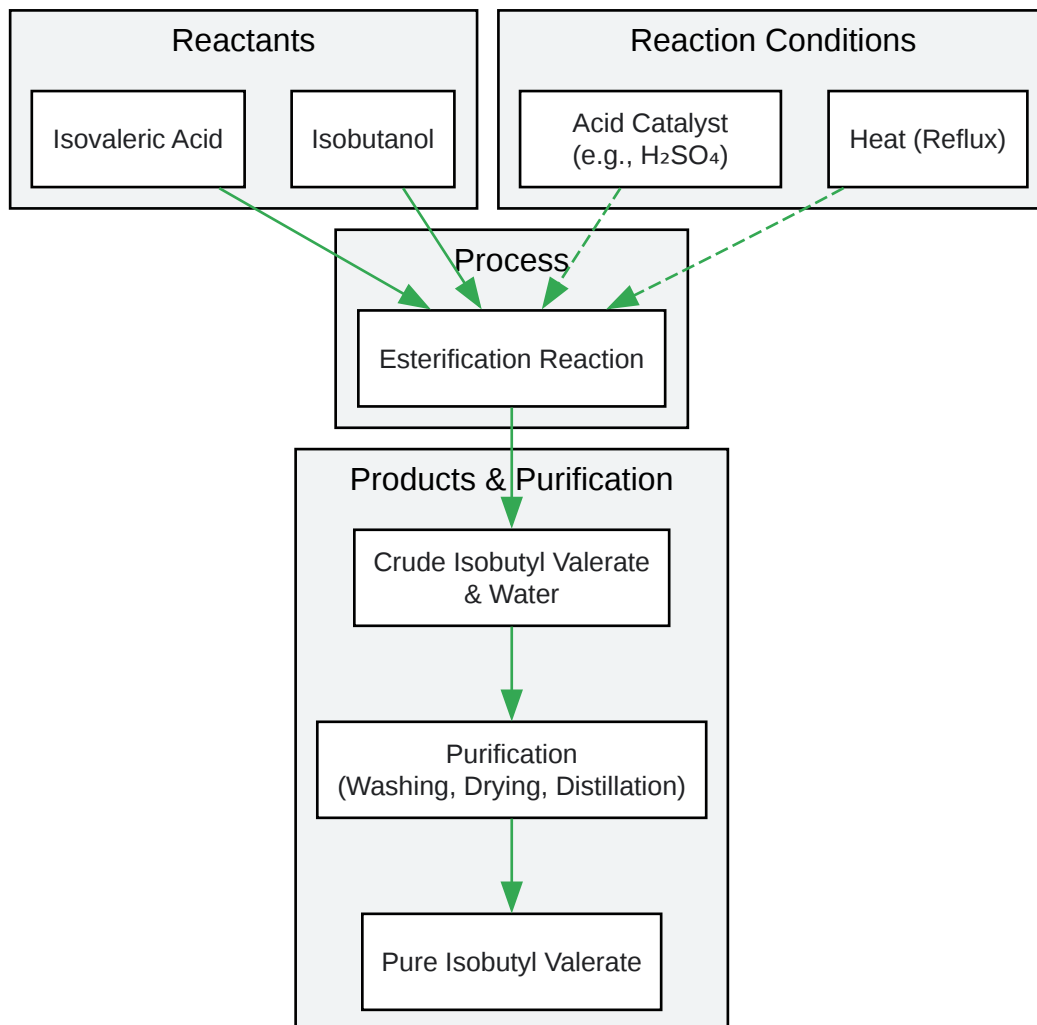 Reactants
Reaction Conditions
Isovaleric Acid
Isobutanol
Acid Catalyst
(e.g., H₂SO₄)
Heat (Reflux)
Process
Esterification Reaction
Products & Purification
Crude Isobutyl Valerate
& Water
Purification
(Washing, Drying, Distillation)
Pure Isobutyl Valerate